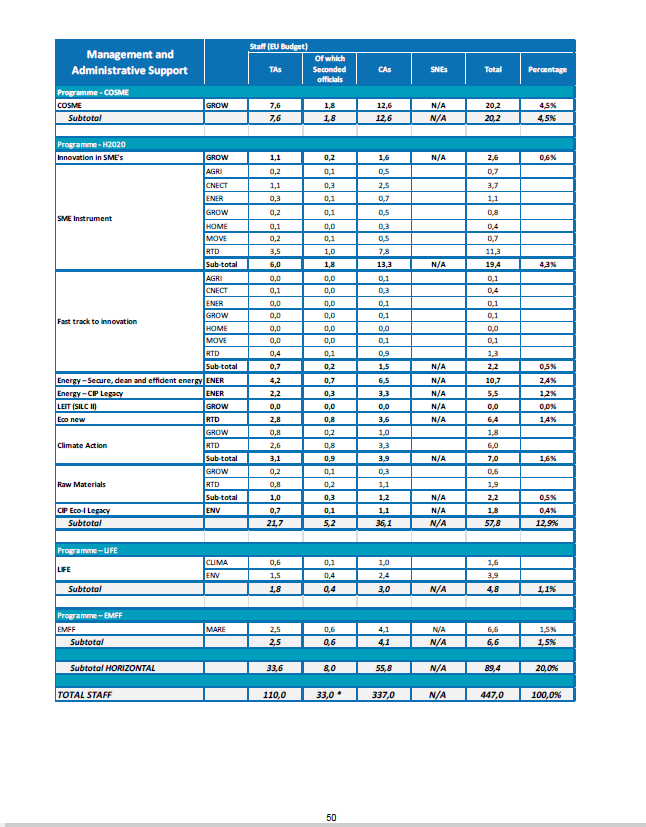 Management and Administrative Support Staff (EU Budget)
TAs Of which Seconded officials CAs SNEs Total Percentage
Programme - COSME
COSME GROW 7,6 1,8 12,6 N/A 20,2 4,5%
Subtotal 7,6 1,8 12,6 N/A 20,2 4,5%
Programme - H2020
Innovation in SME's GROW 1,1 0,2 1,6 N/A 2,6 0,6%
SME Instrument
AGRI 0,2 0,1 0,5 0,7
CNECT 1,1 0,3 2,5 3,7
ENER 0,3 0,1 0,7 1,1
GROW 0,2 0,1 0,5 0,8
HOME 0,1 0,0 0,3 0,4
MOVE 0,2 0,1 0,5 0,7
RTD 3,5 1,0 7,8 11,3
Sub-total 6,0 1,8 13,3 N/A 19,4 4,3%
Fast track to innovation
AGRI 0,0 0,0 0,1 0,1
CNECT 0,1 0,0 0,3 0,4
ENER 0,0 0,0 0,1 0,1
GROW 0,0 0,0 0,1 0,1
HOME 0,0 0,0 0,0 0,0
MOVE 0,0 0,0 0,1 0,1
RTD 0,4 0,1 0,9 1,3
Sub-total 0,7 0,2 1,5 N/A 2,2 0,5%
Energy – Secure, clean and efficient energy ENER 4,2 0,7 6,5 N/A 10,7 2,4%
Energy – CIP Legacy ENER 2,2 0,3 3,3 N/A 5,5 1,2%
LEIT (SILC II) GROW 0,0 0,0 0,0 N/A 0,0 0,0%
Eco new RTD 2,8 0,8 3,6 N/A 6,4 1,4%
Climate Action
GROW 0,8 0,2 1,0 1,8
RTD 2,6 0,8 3,3 6,0
Sub-total 3,1 0,9 3,9 N/A 7,0 1,6%
Raw Materials
GROW 0,2 0,1 0,3 0,6
RTD 0,8 0,2 1,1 1,9
Sub-total 1,0 0,3 1,2 N/A 2,2 0,5%
CIP Eco-I Legacy ENV 0,7 0,1 1,1 N/A 1,8 0,4%
Subtotal 21,7 5,2 36,1 N/A 57,8 12,9%
Programme – LIFE
LIFE
CLIMA 0,6 0,1 1,0 1,6
ENV 1,5 0,4 2,4 3,9
Subtotal 1,8 0,4 3,0 N/A 4,8 1,1%
Programme – EMFF
EMFF MARE 2,5 0,6 4,1 N/A 6,6 1,5%
Subtotal 2,5 0,6 4,1 N/A 6,6 1,5%
Subtotal HORIZONTAL 33,6 8,0 55,8 N/A 89,4 20,0%
TOTAL STAFF 110,0 33,0 * 337,0 N/A 447,0 100,0%
50